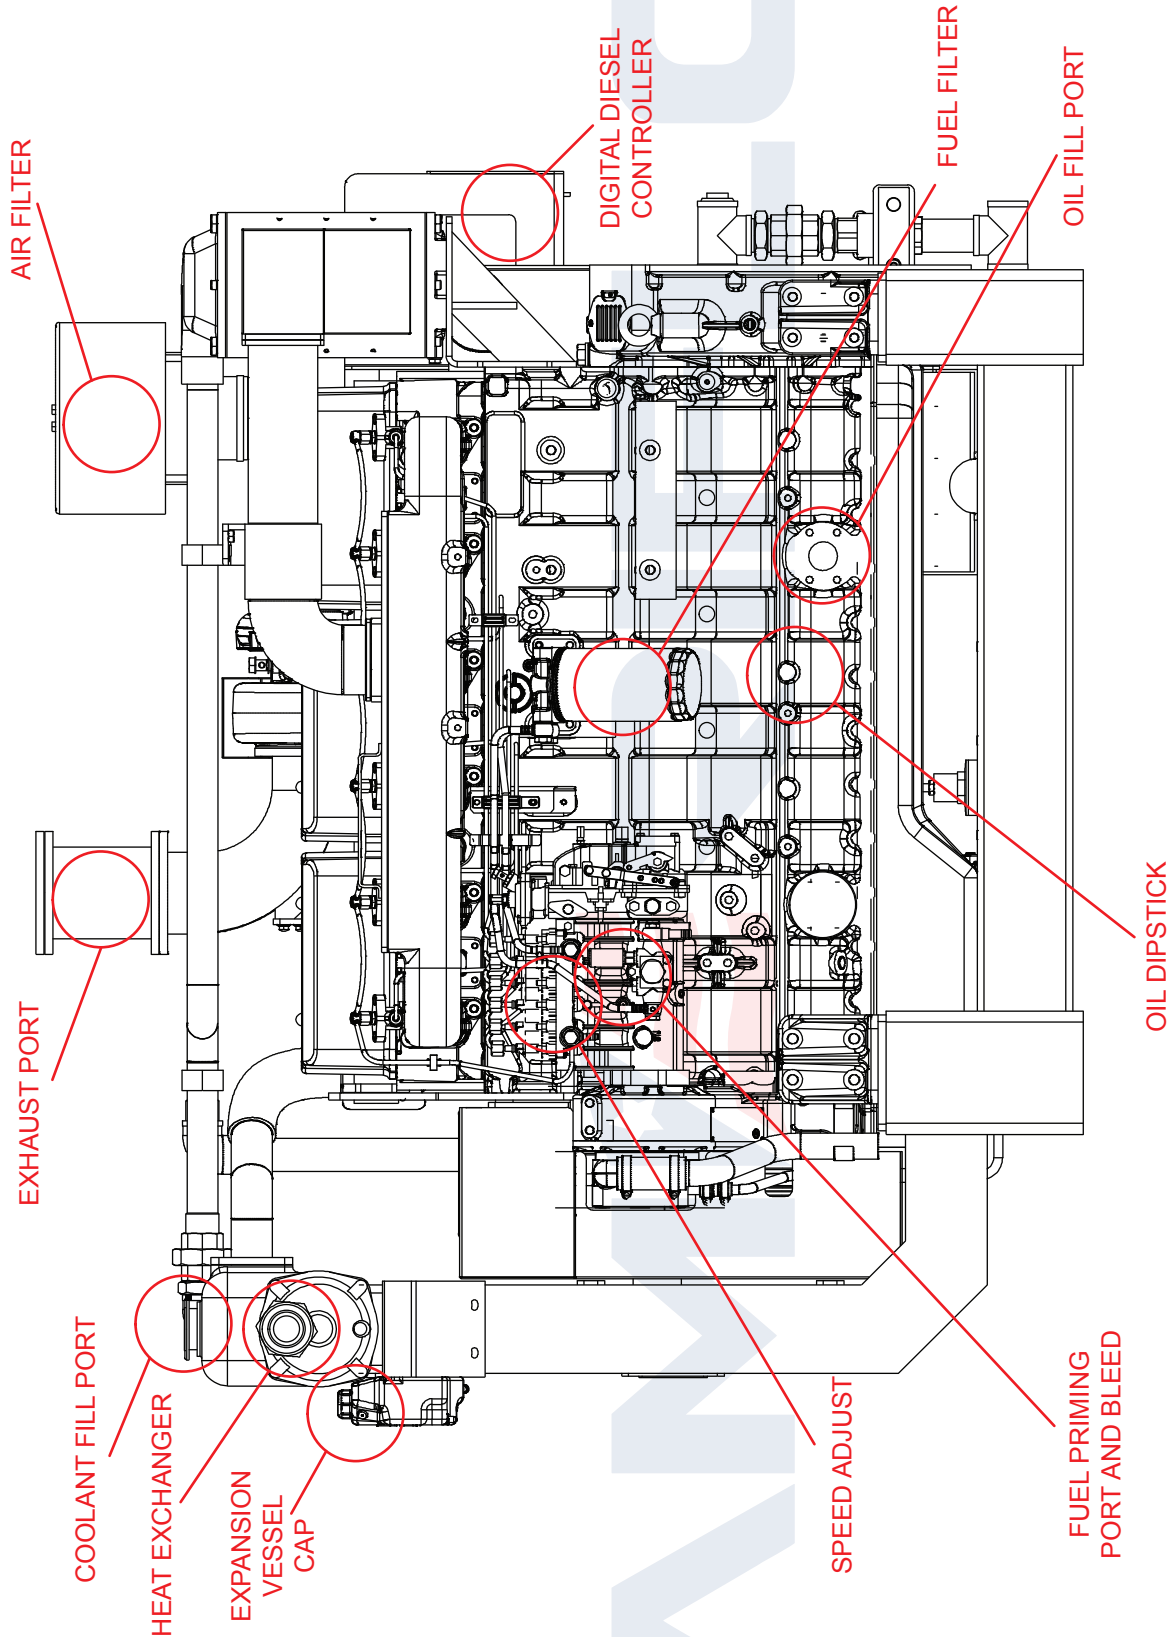 COOLANT FILL PORT
HEAT EXCHANGER
EXPANSION
VESSEL
CAP
EXHAUST PORT
AIR FILTER
DIGITAL DIESEL
CONTROLLER
FUEL FILTER
OIL FILL PORT
OIL DIPSTICK
SPEED ADJUST
FUEL PRIMING
PORT AND BLEED